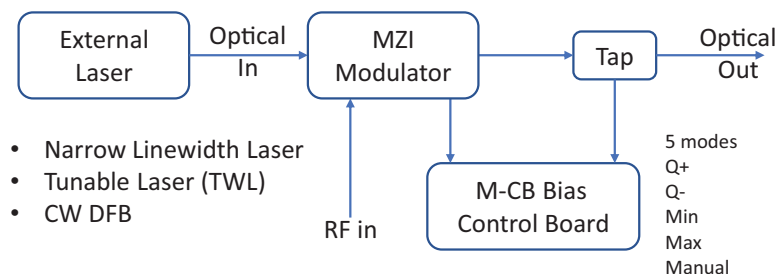 External
Laser
Optical
In
MZI
Modulator
Tap
Optical
Out
• Narrow Linewidth Laser
• Tunable Laser (TWL)
• CW DFB
RF in
M-CB Bias
Control Board
5 modes
Q+
Q-
Min
Max
Manual